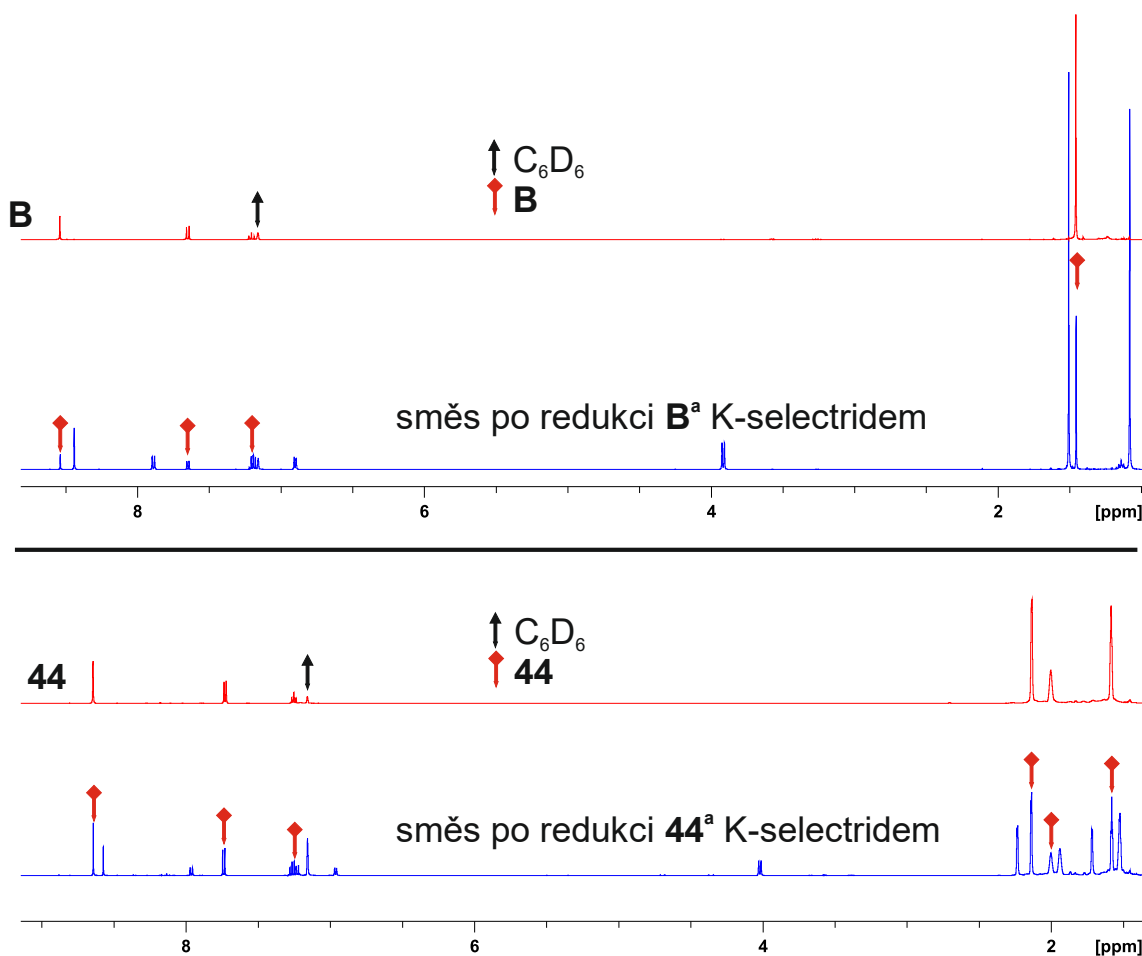 C₆D₆
B
B
směs po redukci Bᵃ K-selectridem
8 6 4 2 [ppm]
C₆D₆
44
44
směs po redukci 44ᵃ K-selectridem
8 6 4 2 [ppm]